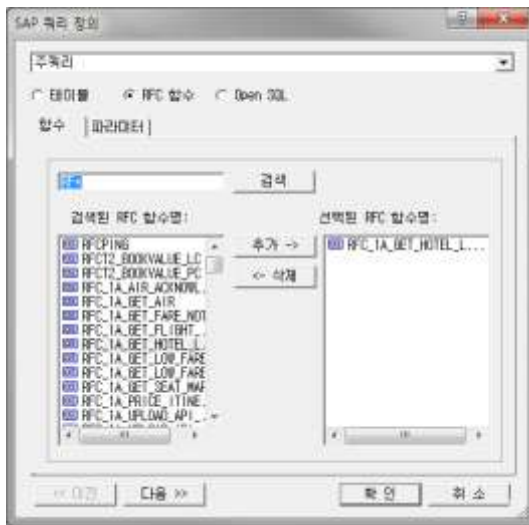 SAP 쿼리 정의
주쿼리
테이블 RFC 함수 Open SQL
함수 파라미터
RF*
검색
검색된 RFC 함수명:
선택된 RFC 함수명:
RFCPING
RFCT2_BOOKVALUE_LC
RFCT2_BOOKVALUE_PC
RFC_1A_AIR_ACKNOWL...
RFC_1A_GET_AIR
RFC_1A_GET_FARE_NOT
RFC_1A_GET_FLIGHT_
RFC_1A_GET_HOTEL_L...
RFC_1A_GET_LOW_FARE
RFC_1A_GET_LOW_FARE
RFC_1A_GET_SEAT_MAP
RFC_1A_PRICE_ITINE.
RFC_1A_UPLOAD_API_.
추가 ->
<- 삭제
RFC_1A_GET_HOTEL_L...
<< 이전
다음 >>
확 인
취 소